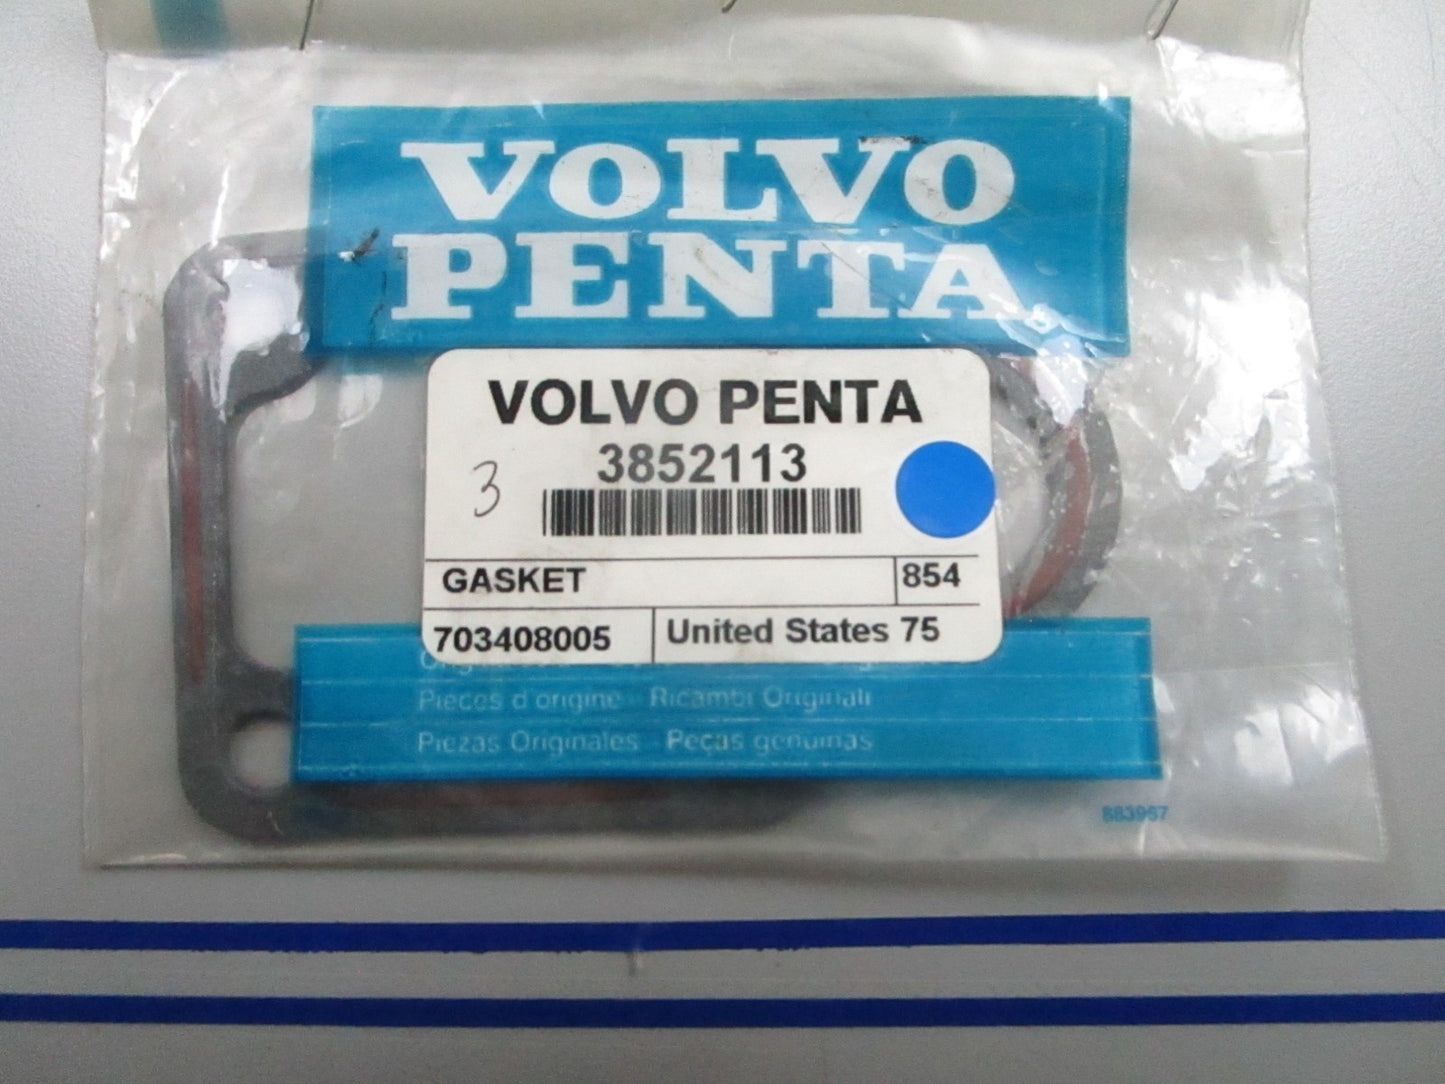 VOLVO
PENTA
VOLVO PENTA
3852113
3
GASKET 854
703408005 United States 75
Pieces d'origine - Ricambi Originali
Piezas Originales - Peças genuinas
883967